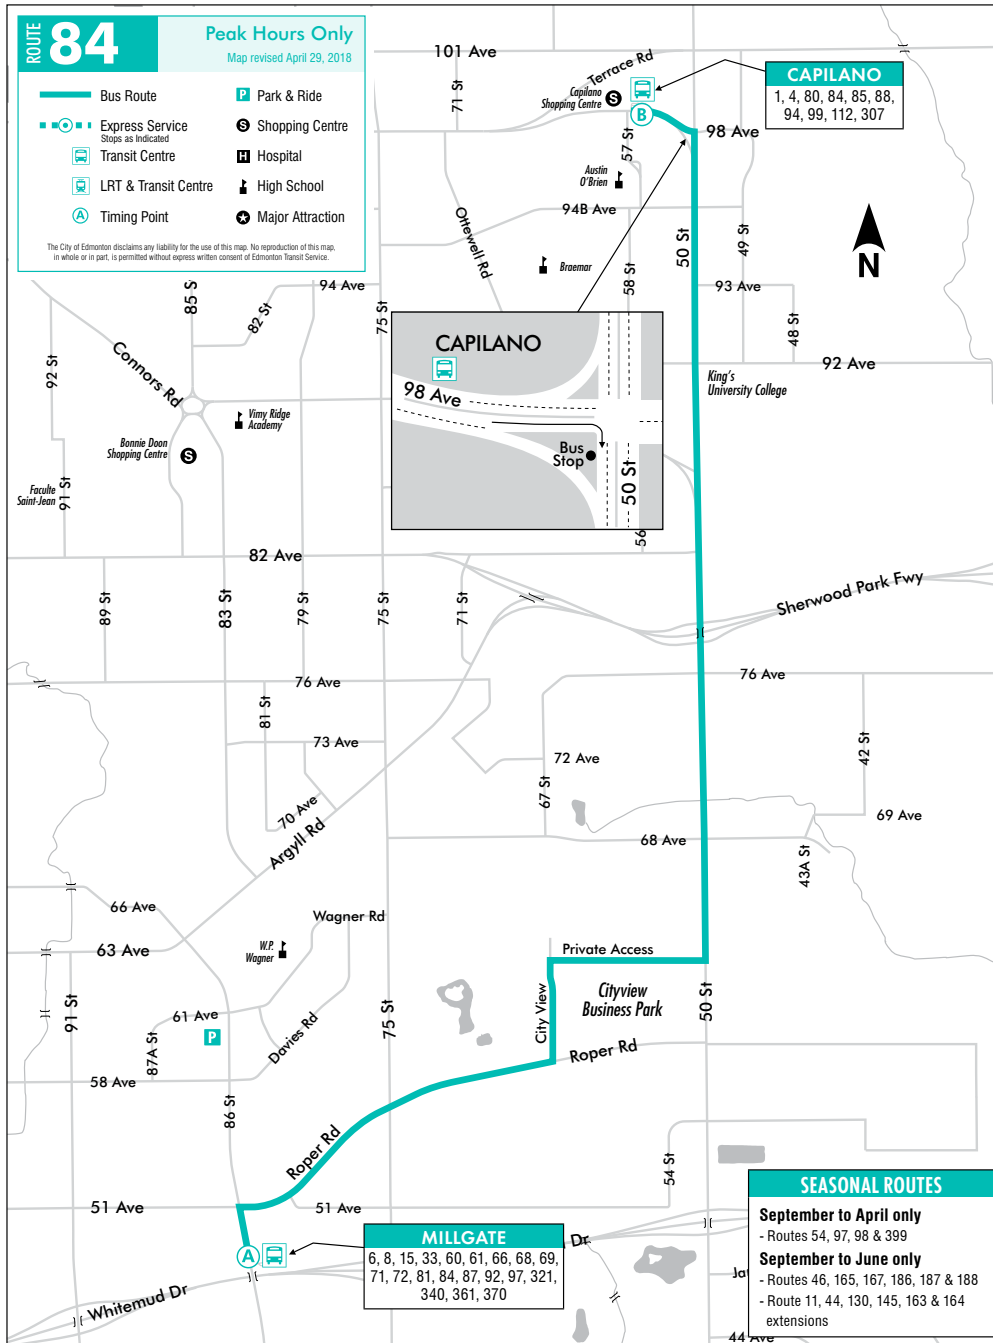 ROUTE
84
Peak Hours Only
Map revised April 29, 2018
Bus Route
Express Service
Stops as Indicated
Transit Centre
LRT & Transit Centre
A Timing Point
P Park & Ride
S Shopping Centre
H Hospital
High School
Major Attraction
The City of Edmonton disclaims any liability for the use of this map. No reproduction of this map,
in whole or in part, is permitted without express written consent of Edmonton Transit Service.
101 Ave
Terrace Rd
71 St
Capilano
Shopping Centre
S
B
CAPILANO
1, 4, 80, 84, 85, 88,
94, 99, 112, 307
98 Ave
57 St
Austin
O'Brien
94B Ave
Ottewell Rd
50 St
49 St
N
Braemar
58 St
94 Ave
93 Ave
85 St
82 St
75 St
48 St
92 St
Connors Rd
CAPILANO
98 Ave
Bus
Stop
50 St
92 Ave
King's
University College
Vimy Ridge
Academy
Bonnie Doon
Shopping Centre
S
Faculte
Saint-Jean
91 St
56
82 Ave
Sherwood Park Fwy
89 St
83 St
79 St
75 St
71 St
76 Ave
76 Ave
81 St
73 Ave
72 Ave
42 St
67 St
70 Ave
69 Ave
Argyll Rd
68 Ave
43A St
66 Ave
Wagner Rd
63 Ave
W.P.
Wagner
Private Access
Cityview
Business Park
City View
91 St
75 St
50 St
61 Ave
P
87A St
Davies Rd
Roper Rd
58 Ave
86 St
Roper Rd
54 St
51 Ave
51 Ave
A
MILLGATE
6, 8, 15, 33, 60, 61, 66, 68, 69,
71, 72, 81, 84, 87, 92, 97, 321,
340, 361, 370
Dr.
Whitemud Dr
SEASONAL ROUTES
September to April only
- Routes 54, 97, 98 & 399
September to June only
- Routes 46, 165, 167, 186, 187 & 188
- Route 11, 44, 130, 145, 163 & 164
extensions
44 Ave